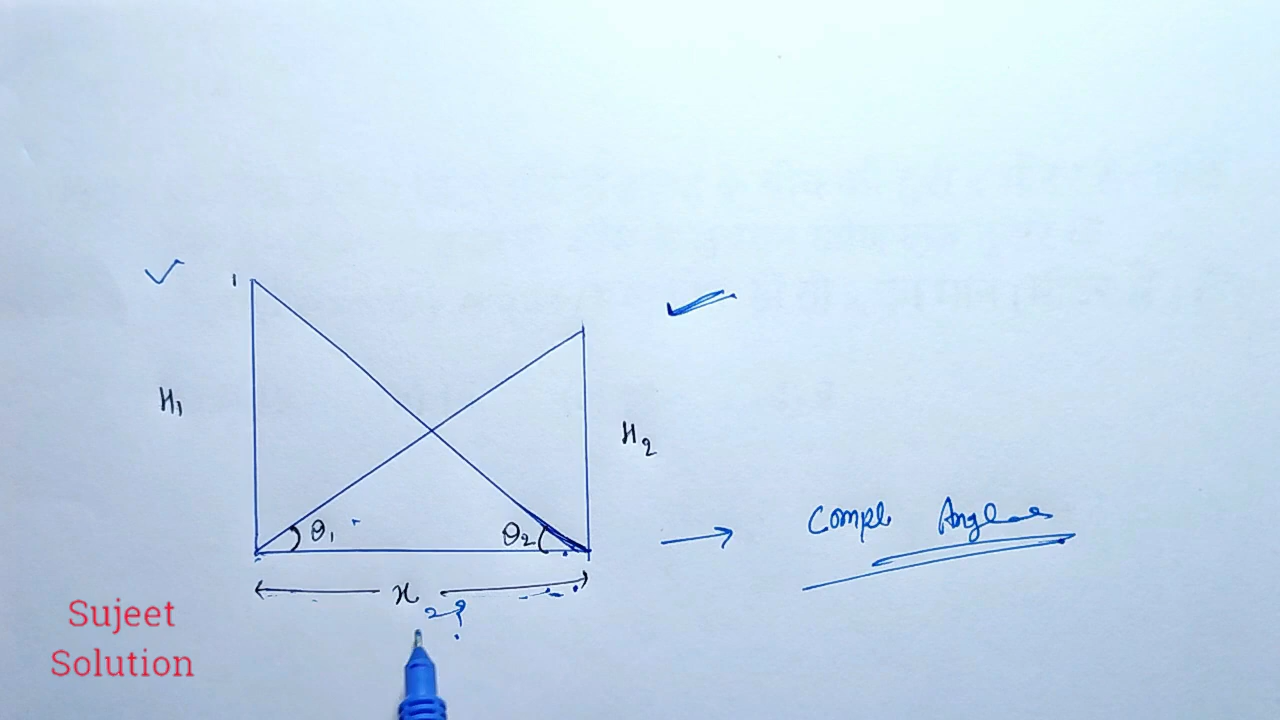 H₁
H₂
θ₁
θ₂
Compl Angles
x = ?
Sujeet
Solution